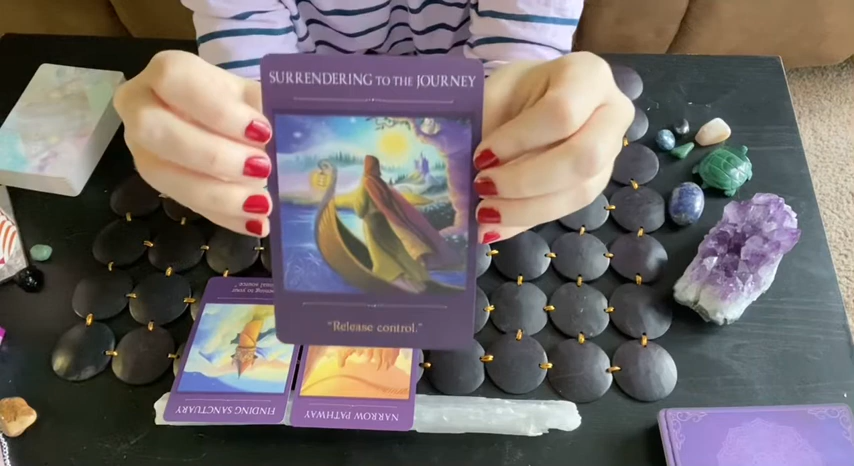 SURRENDERING TO THE JOURNEY
"Release control."
FINDING SANCTUARY
NARROW PATHWAY